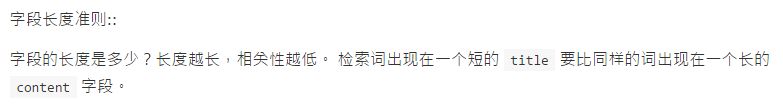 字段长度准则::
字段的长度是多少？长度越长，相关性越低。 检索词出现在一个短的 title 要比同样的词出现在一个长的
content 字段。